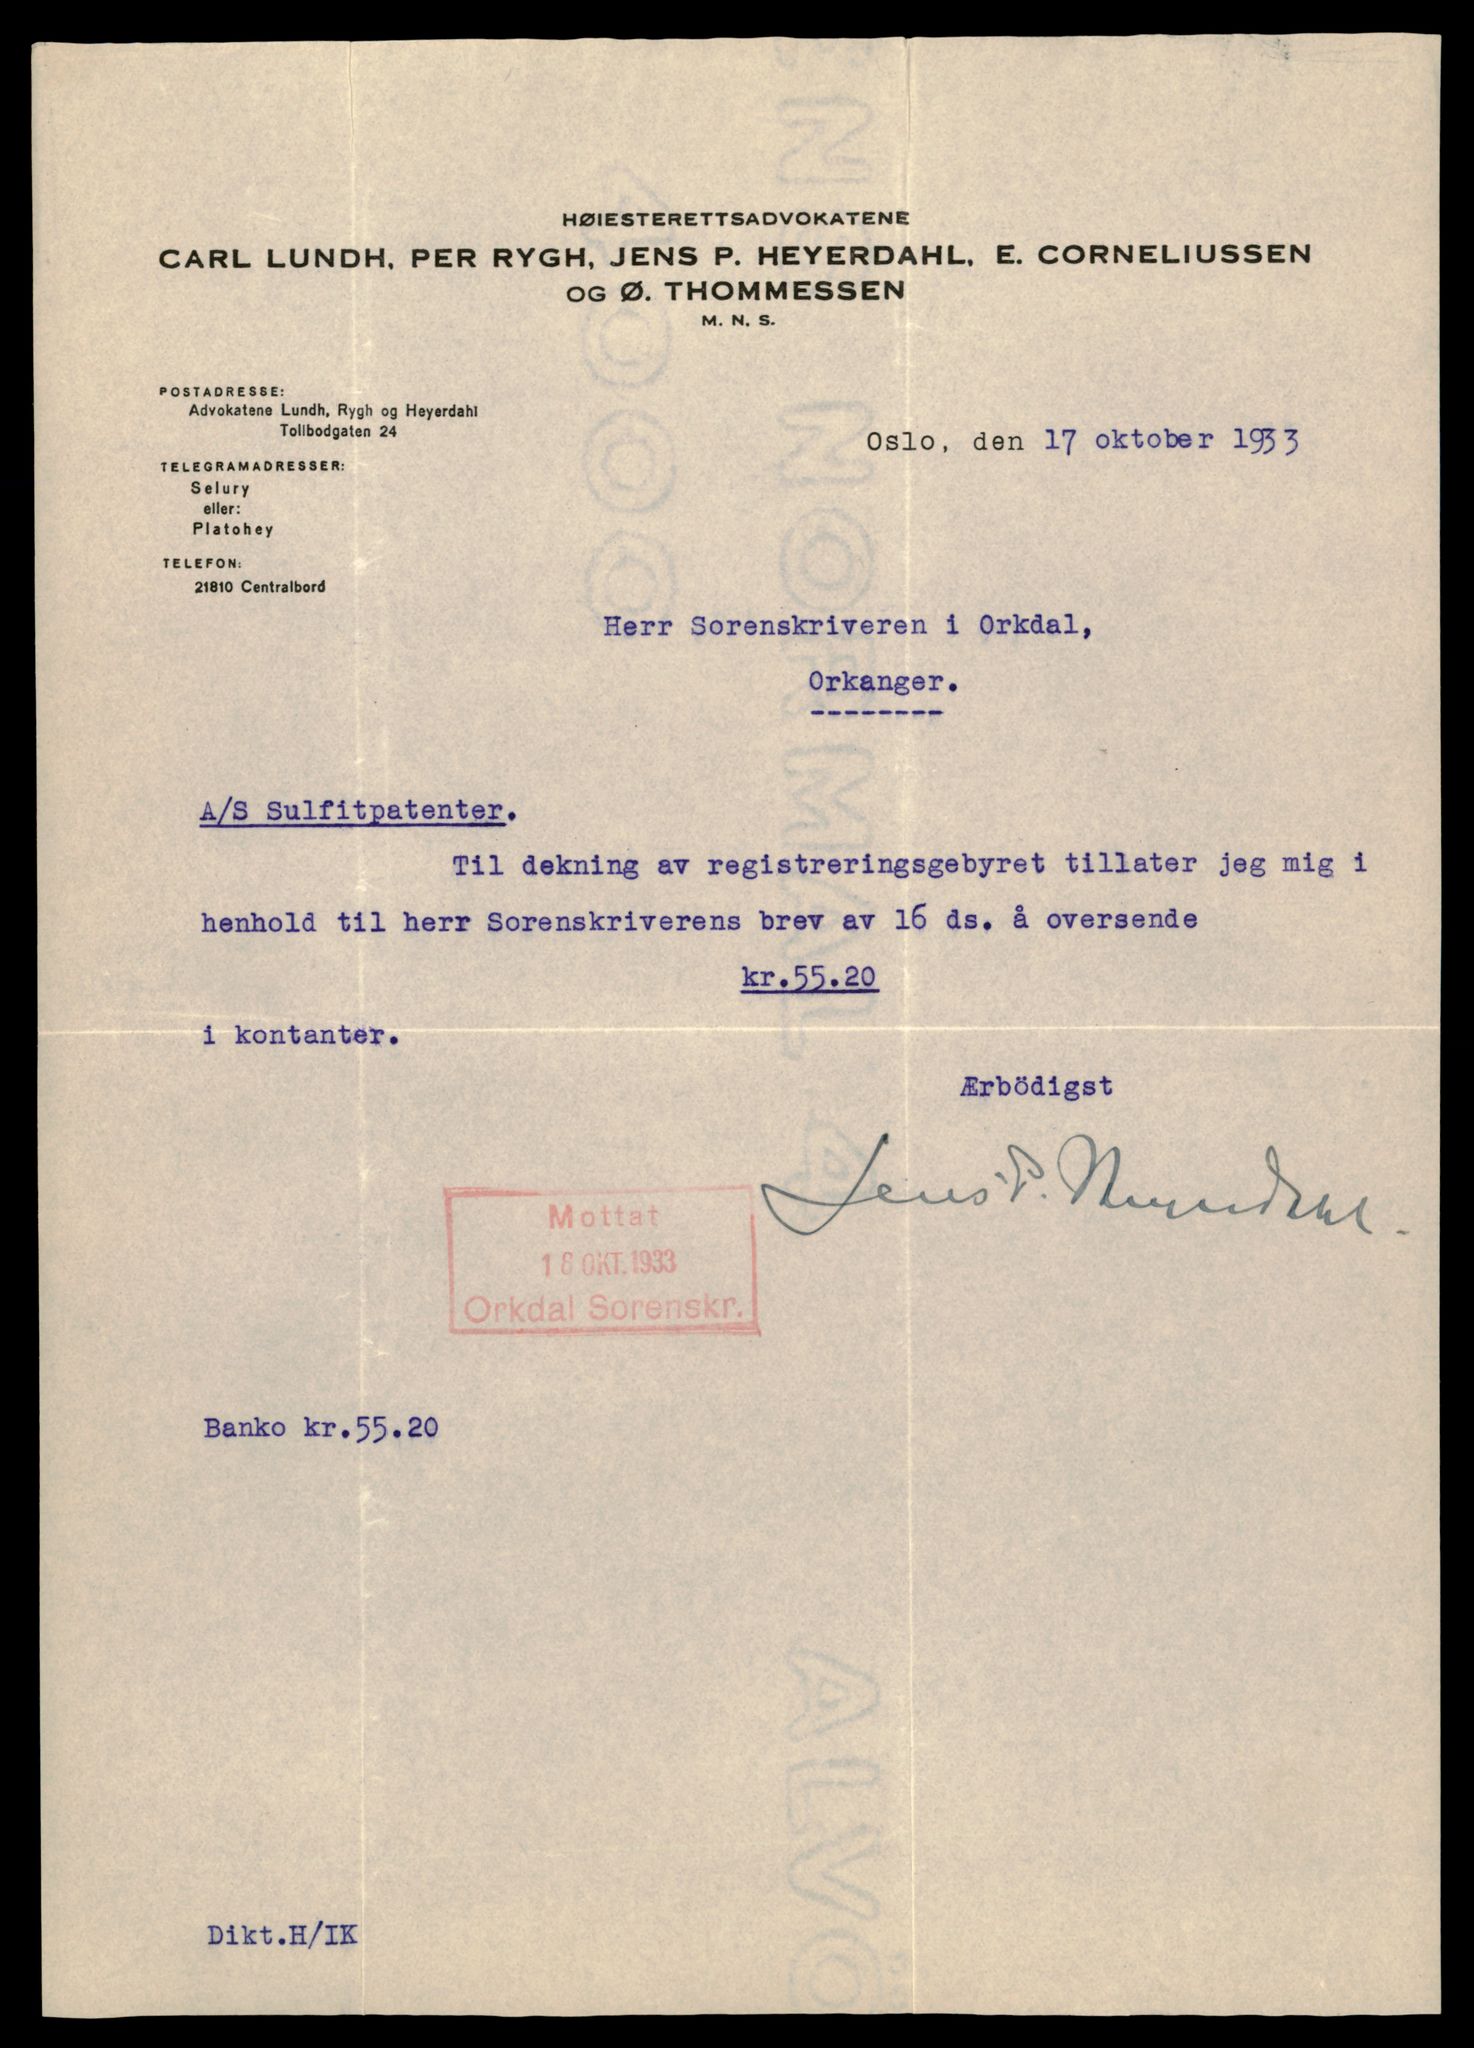 HØIESTERETTSADVOKATENE
CARL LUNDH, PER RYGH, JENS P. HEYERDAHL, E. CORNELIUSSEN
OG Ø. THOMMESSEN
M. N. S.
POSTADRESSE:
Advokatene Lundh, Rygh og Heyerdahl
Tollbodgaten 24
TELEGRAMADRESSER:
Selury
eller:
Platohey
TELEFON:
21810 Centralbord
Oslo, den 17 oktober 1933
Herr Sorenskriveren i Orkdal,
Orkanger.
--------
A/S Sulfitpatenter.
Til dekning av registreringsgebyret tillater jeg mig i
henhold til herr Sorenskriverens brev av 16 ds. å oversende
kr.55.20
i kontanter.
Ærbödigst
Jens P. Heyerdahl.
Mottat
18 OKT. 1933
Orkdal Sorenskr.
Banko kr.55.20
Dikt.H/IK